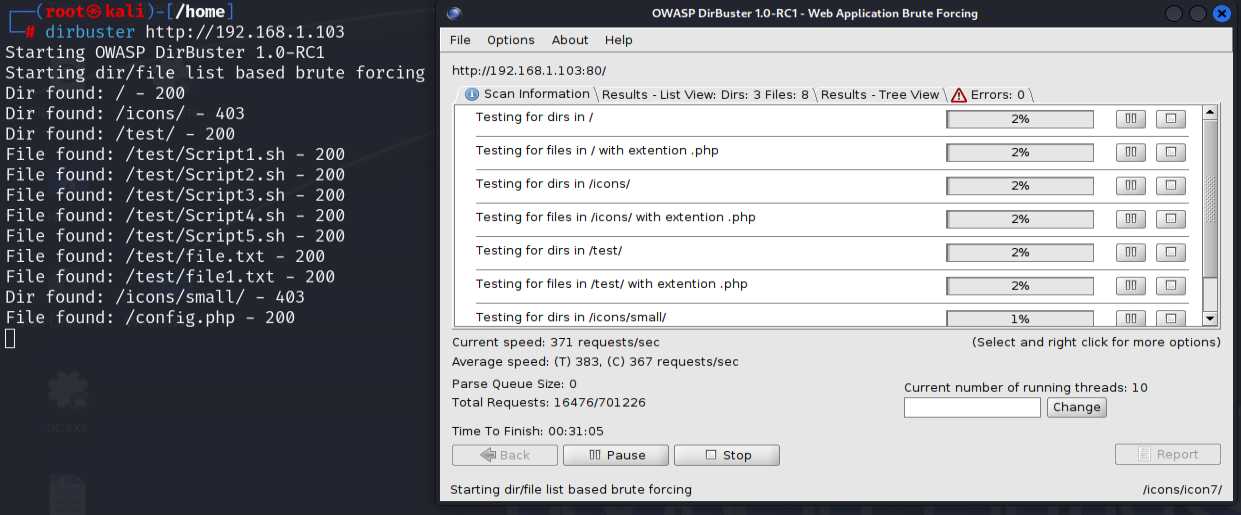 ┌──(root㉿kali)-[/home]
└─# dirbuster http://192.168.1.103
Starting OWASP DirBuster 1.0-RC1
Starting dir/file list based brute forcing
Dir found: / - 200
Dir found: /icons/ - 403
Dir found: /test/ - 200
File found: /test/Script1.sh - 200
File found: /test/Script2.sh - 200
File found: /test/Script3.sh - 200
File found: /test/Script4.sh - 200
File found: /test/Script5.sh - 200
File found: /test/file.txt - 200
File found: /test/file1.txt - 200
Dir found: /icons/small/ - 403
File found: /config.php - 200
nc.exe
OWASP DirBuster 1.0-RC1 - Web Application Brute Forcing
File Options About Help
http://192.168.1.103:80/
Scan Information Results - List View: Dirs: 3 Files: 8 Results - Tree View Errors: 0
Testing for dirs in / 2%
Testing for files in / with extention .php 2%
Testing for dirs in /icons/ 2%
Testing for files in /icons/ with extention .php 2%
Testing for dirs in /test/ 2%
Testing for files in /test/ with extention .php 2%
Testing for dirs in /icons/small/ 1%
Current speed: 371 requests/sec (Select and right click for more options)
Average speed: (T) 383, (C) 367 requests/sec
Parse Queue Size: 0 Current number of running threads: 10
Total Requests: 16476/701226 Change
Time To Finish: 00:31:05
Back Pause Stop Report
Starting dir/file list based brute forcing /icons/icon7/